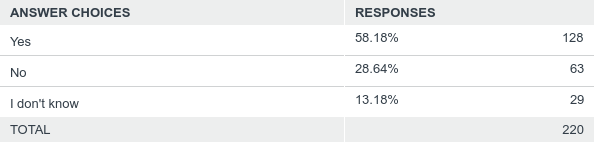 ANSWER CHOICES RESPONSES
Yes 58.18% 128
No 28.64% 63
I don't know 13.18% 29
TOTAL 220